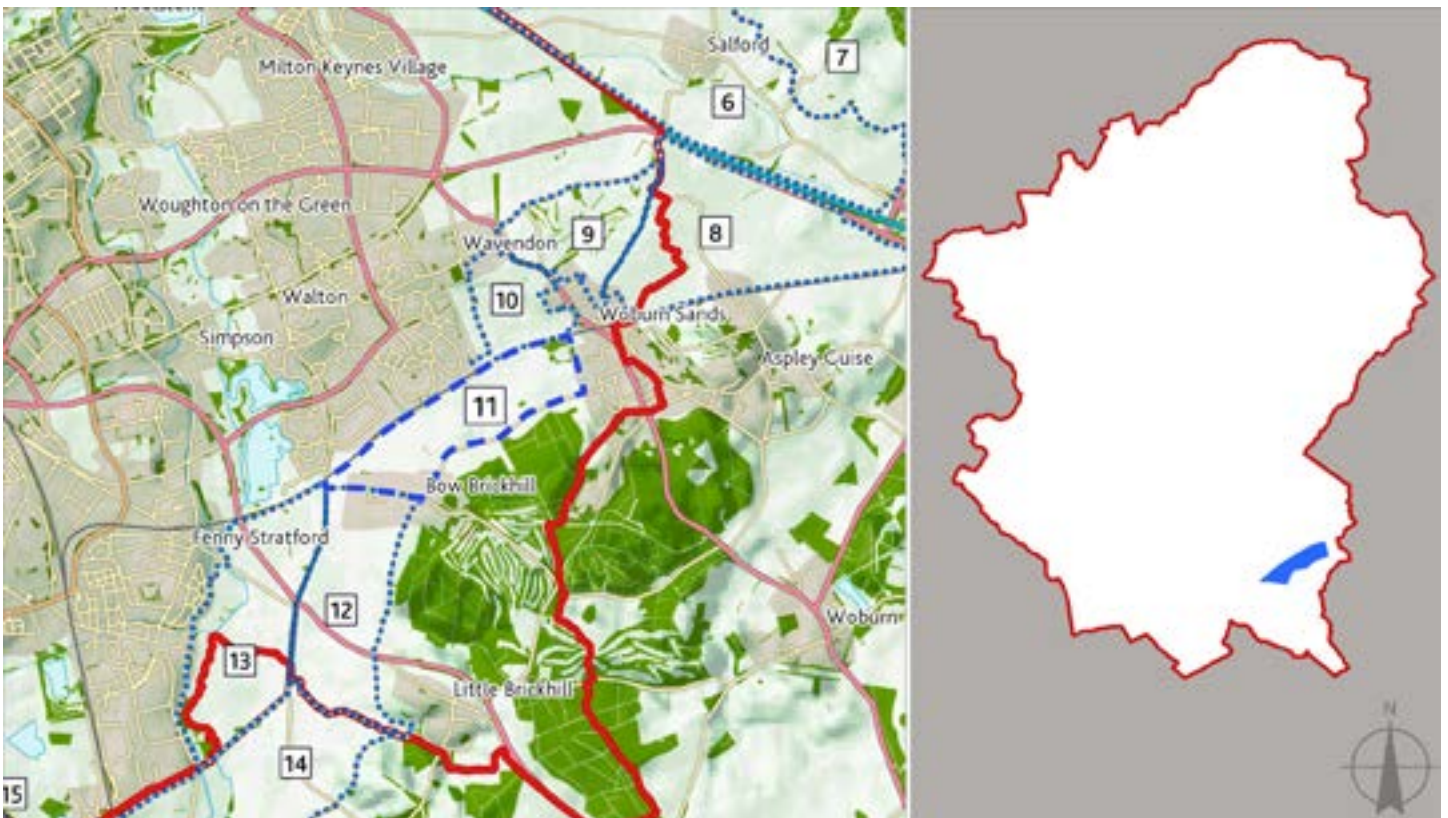 Salford
7
Milton Keynes Village
6
Woughton on the Green
9
8
Wavendon
10
Walton
Woburn Sands
Simpson
Aspley Guise
11
Bow Brickhill
Fenny Stratford
12
Woburn
13
Little Brickhill
14
15
N